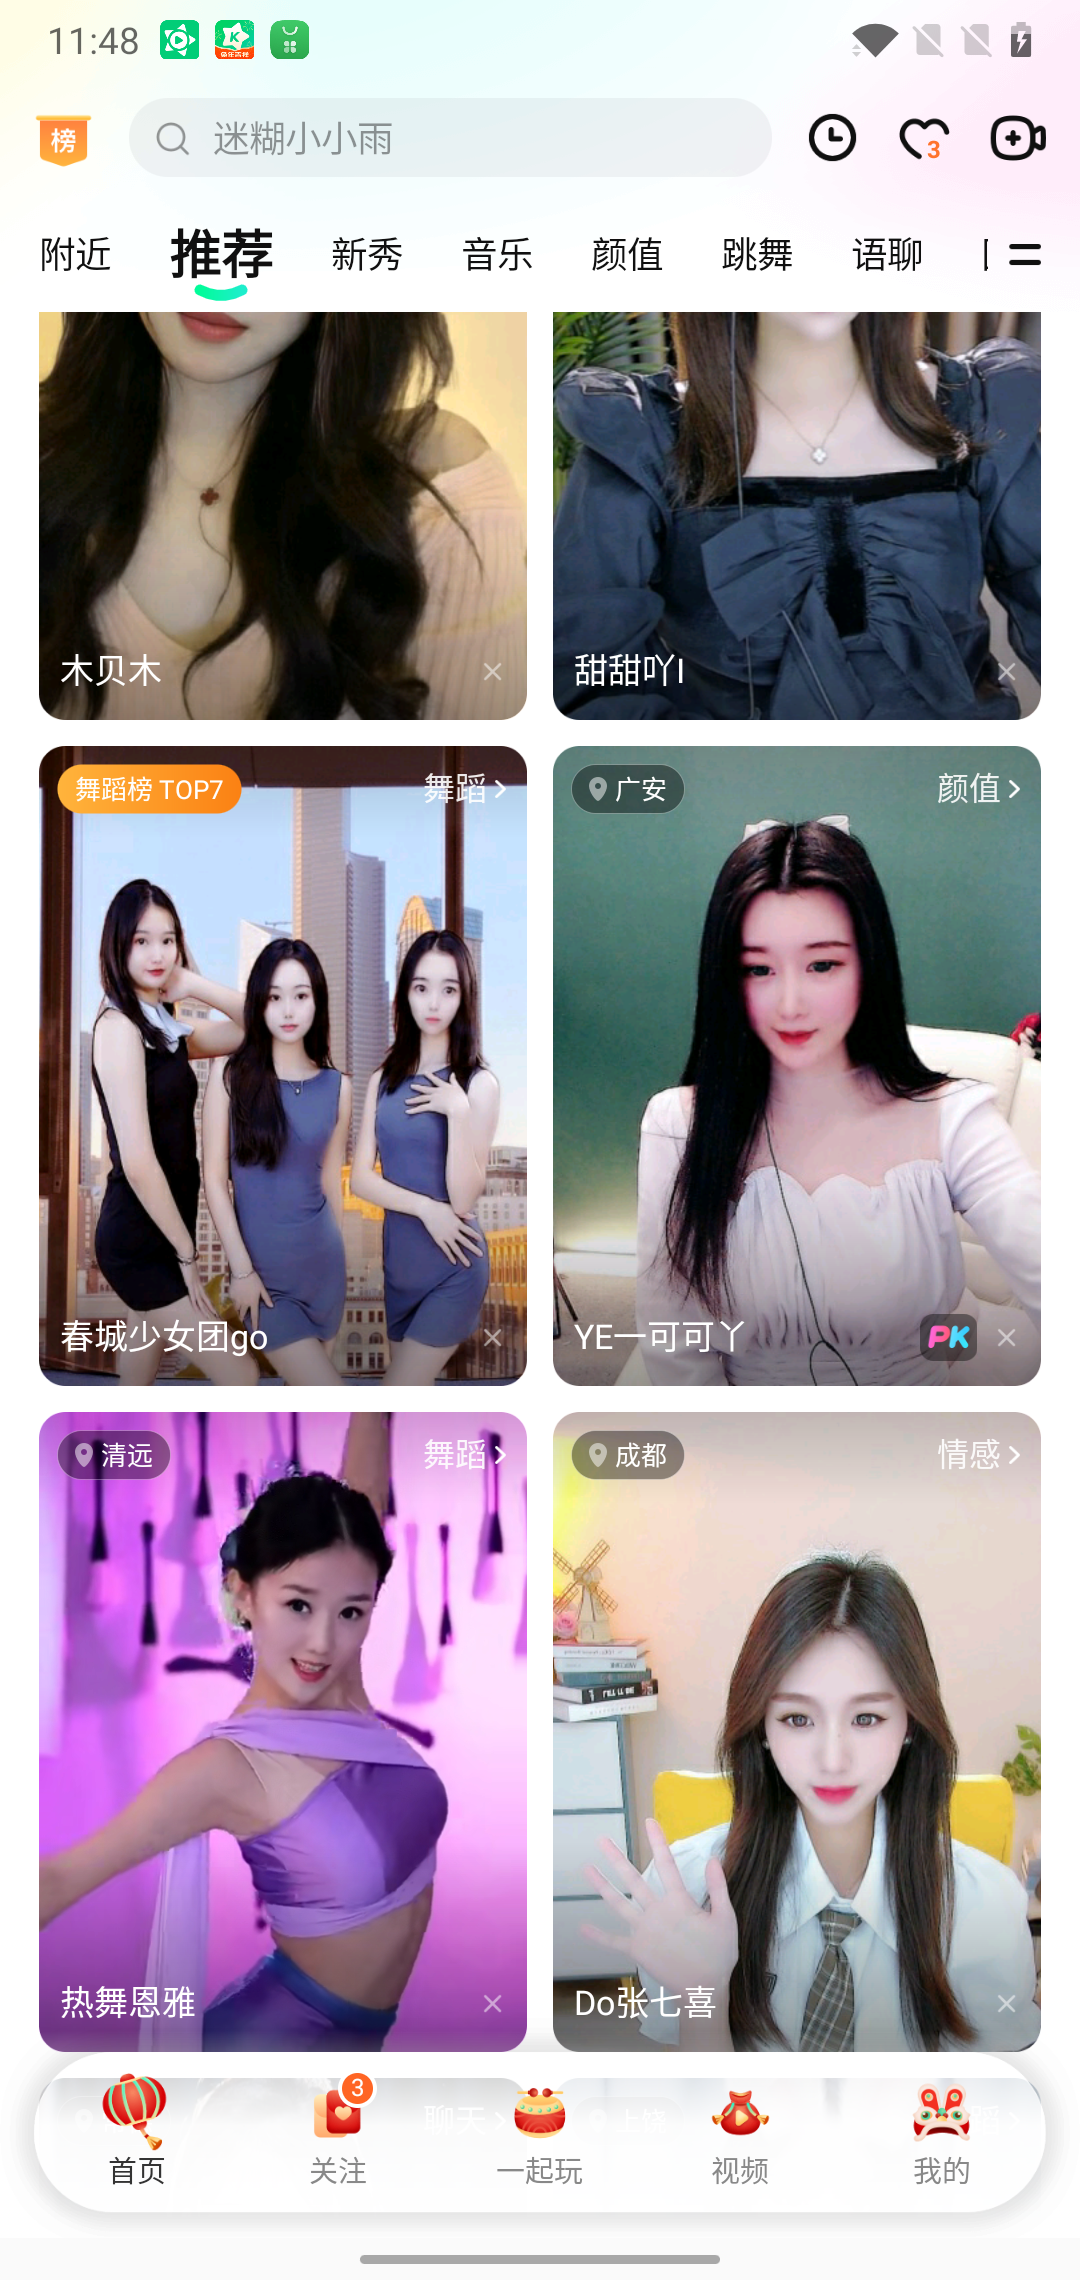 11:48
榜
迷糊小小雨
3
附近 推荐 新秀 音乐 颜值 跳舞 语聊
木贝木
甜甜吖I
舞蹈榜 TOP7
舞蹈
春城少女团go
广安
颜值
YE一可可丫
PK
清远
舞蹈
热舞恩雅
成都
情感
Do张七喜
聊天
上饶
3
首页 关注 一起玩 视频 我的